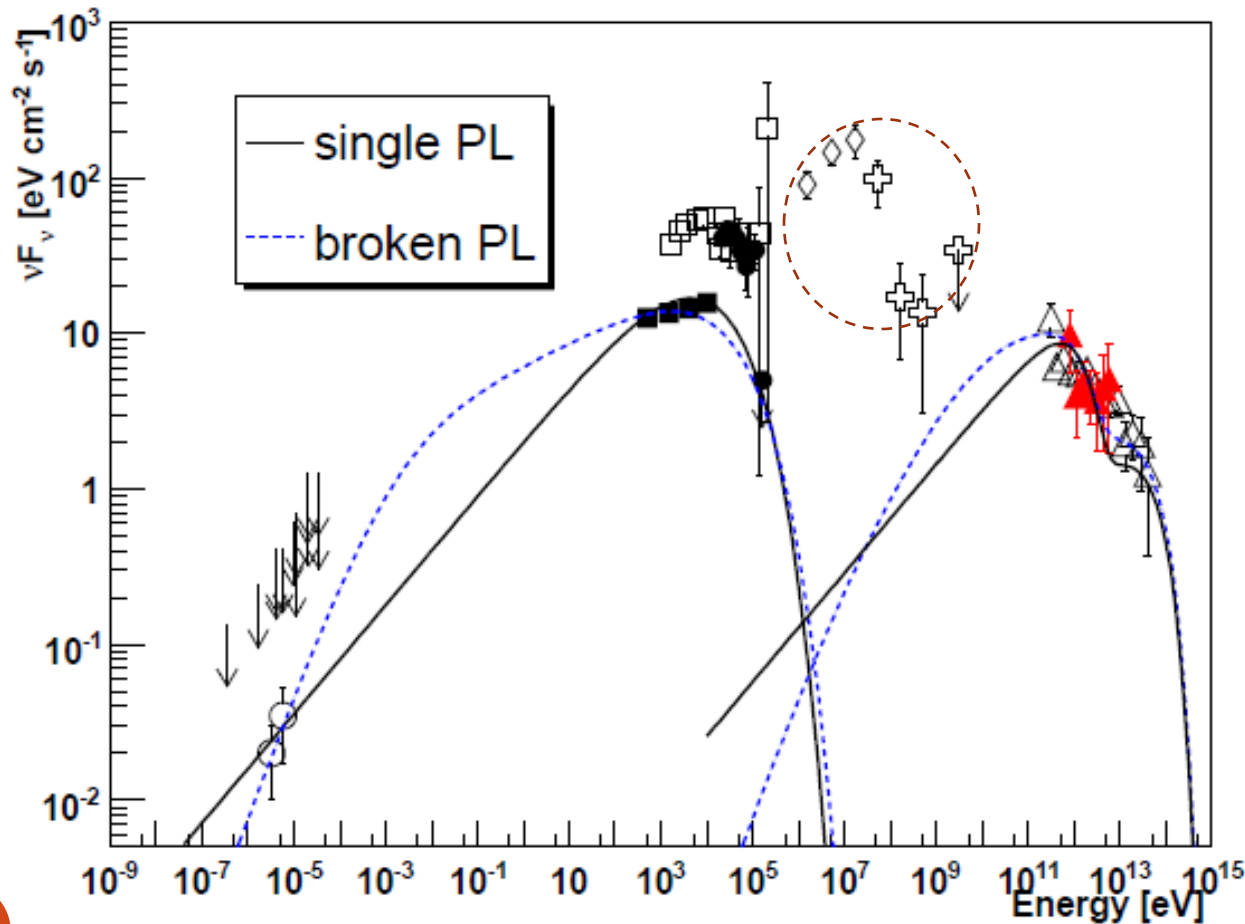 10³
νFν [eV cm⁻² s⁻¹]
single PL
broken PL
10²
10
1
10⁻¹
10⁻²
10⁻⁹ 10⁻⁷ 10⁻⁵ 10⁻³ 10⁻¹ 10 10³ 10⁵ 10⁷ 10⁹ 10¹¹ 10¹³ 10¹⁵
Energy [eV]